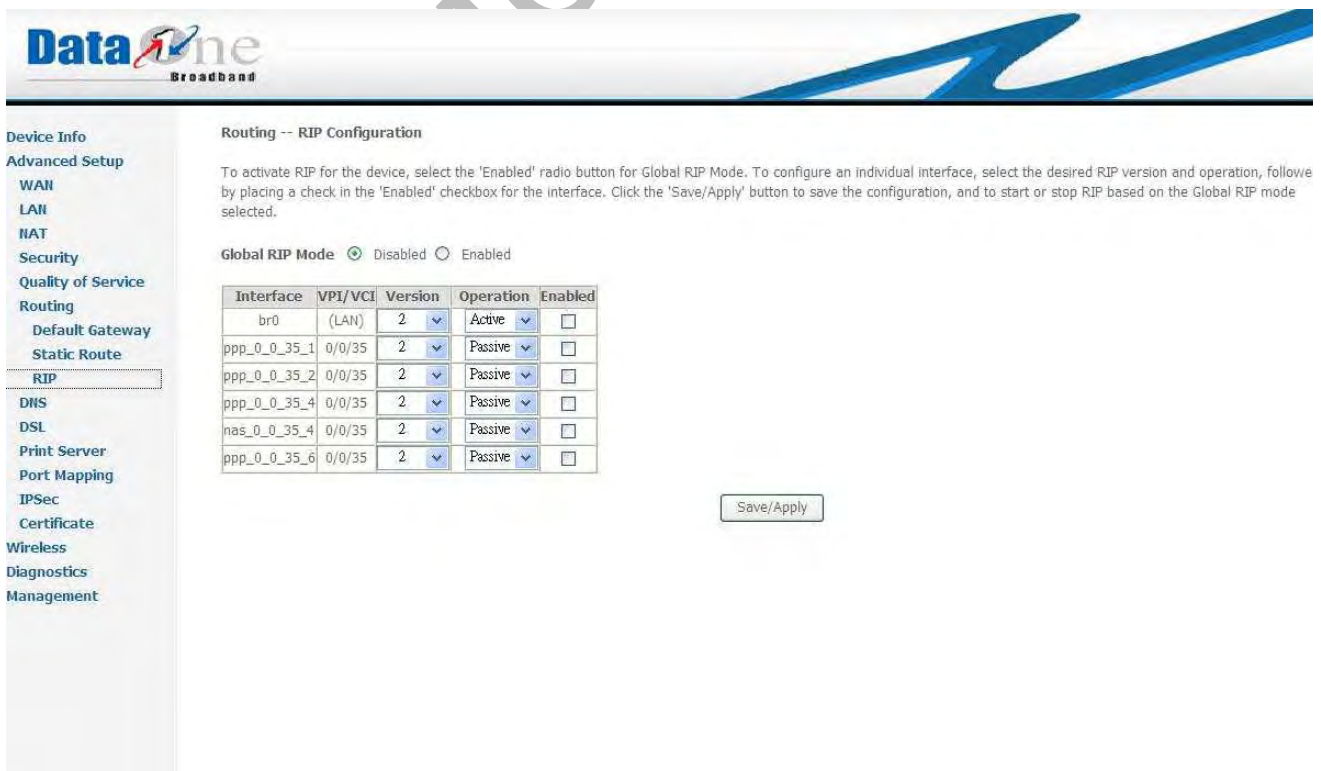 Data One
Broadband
Device Info
Advanced Setup
WAN
LAN
NAT
Security
Quality of Service
Routing
Default Gateway
Static Route
RIP
DNS
DSL
Print Server
Port Mapping
IPSec
Certificate
Wireless
Diagnostics
Management
Routing -- RIP Configuration
To activate RIP for the device, select the 'Enabled' radio button for Global RIP Mode. To configure an individual interface, select the desired RIP version and operation, followe
by placing a check in the 'Enabled' checkbox for the interface. Click the 'Save/Apply' button to save the configuration, and to start or stop RIP based on the Global RIP mode
selected.
Global RIP Mode Disabled Enabled
Interface VPI/VCI Version Operation Enabled
br0 (LAN) 2 Active
ppp_0_0_35_1 0/0/35 2 Passive
ppp_0_0_35_2 0/0/35 2 Passive
ppp_0_0_35_4 0/0/35 2 Passive
nas_0_0_35_4 0/0/35 2 Passive
ppp_0_0_35_6 0/0/35 2 Passive
Save/Apply